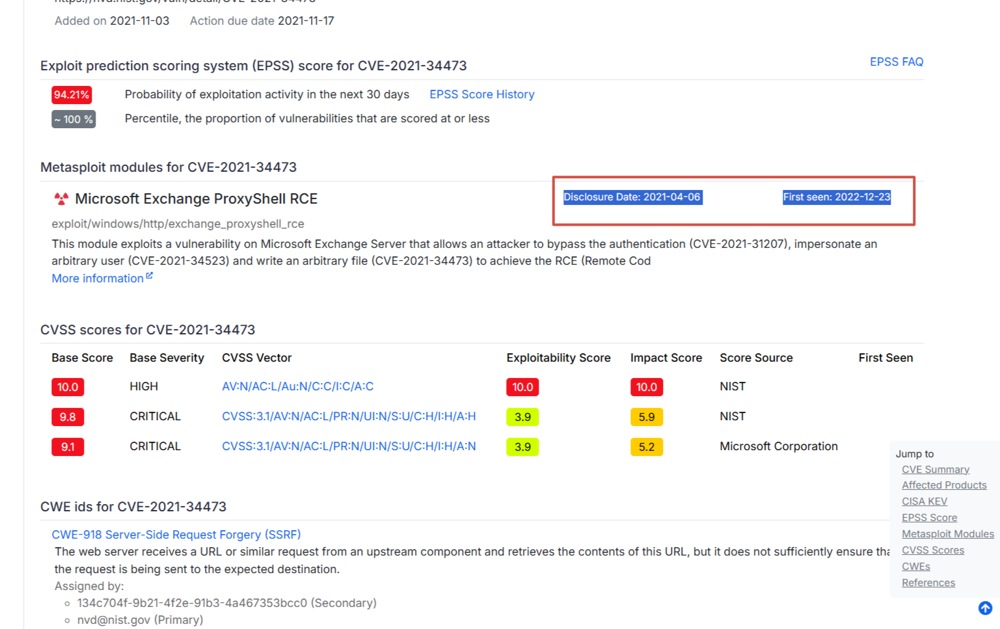 https://nvd.nist.gov/vuln/detail/CVE-2021-34473
Added on 2021-11-03 Action due date 2021-11-17
Exploit prediction scoring system (EPSS) score for CVE-2021-34473 EPSS FAQ
94.21% Probability of exploitation activity in the next 30 days EPSS Score History
~ 100 % Percentile, the proportion of vulnerabilities that are scored at or less
Metasploit modules for CVE-2021-34473
Microsoft Exchange ProxyShell RCE Disclosure Date: 2021-04-06 First seen: 2022-12-23
exploit/windows/http/exchange_proxyshell_rce
This module exploits a vulnerability on Microsoft Exchange Server that allows an attacker to bypass the authentication (CVE-2021-31207), impersonate an
arbitrary user (CVE-2021-34523) and write an arbitrary file (CVE-2021-34473) to achieve the RCE (Remote Cod
More information
CVSS scores for CVE-2021-34473
Base Score Base Severity CVSS Vector Exploitability Score Impact Score Score Source First Seen
10.0 HIGH AV:N/AC:L/Au:N/C:C/I:C/A:C 10.0 10.0 NIST
9.8 CRITICAL CVSS:3.1/AV:N/AC:L/PR:N/UI:N/S:U/C:H/I:H/A:H 3.9 5.9 NIST
9.1 CRITICAL CVSS:3.1/AV:N/AC:L/PR:N/UI:N/S:U/C:H/I:H/A:N 3.9 5.2 Microsoft Corporation
CWE ids for CVE-2021-34473
CWE-918 Server-Side Request Forgery (SSRF)
The web server receives a URL or similar request from an upstream component and retrieves the contents of this URL, but it does not sufficiently ensure tha
the request is being sent to the expected destination.
Assigned by:
134c704f-9b21-4f2e-91b3-4a467353bcc0 (Secondary)
nvd@nist.gov (Primary)
Jump to
CVE Summary
Affected Products
CISA KEV
EPSS Score
Metasploit Modules
CVSS Scores
CWEs
References